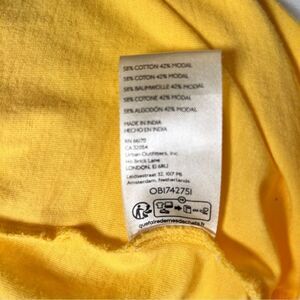 58% COTTON 42% MODAL
58% COTON 42% MODAL
58% BAUMWOLLE 42% MODAL
58% COTONE 42% MODAL
58% ALGODÓN 42% MODAL
MADE IN INDIA
HECHO EN INDIA
RN 66170
CA 32054
Urban Outfitters, Inc.
146 Brick Lane
LONDON, E1 6RU
Leidsestraat 32, 1017 PB
Amsterdam, Netherlands
OB1742751
FR
quefairedemesdechets.fr